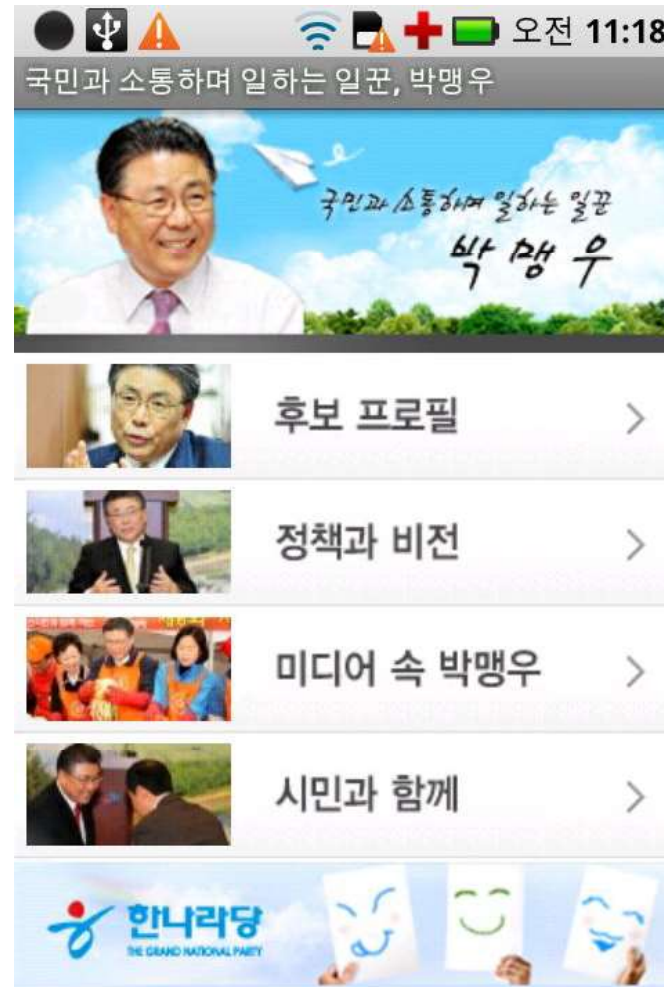 오전 11:18
국민과 소통하며 일하는 일꾼, 박맹우
국민과 소통하며 일하는 일꾼
박맹우
후보 프로필
정책과 비전
미디어 속 박맹우
시민과 함께
한나라당
THE GRAND NATIONAL PARTY